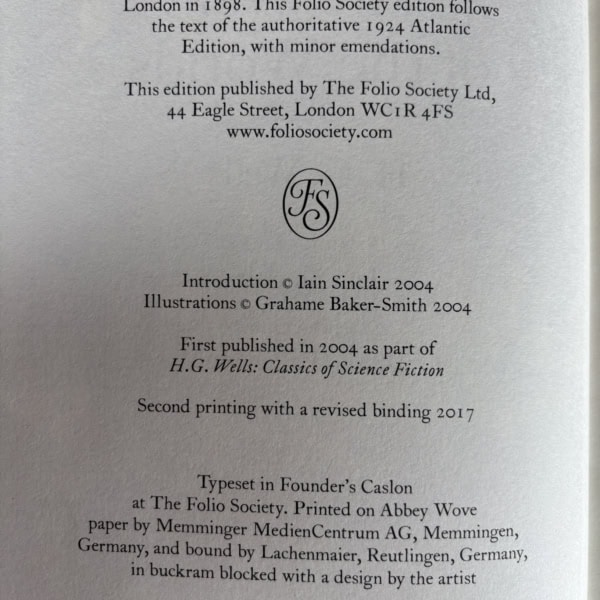 London in 1898. This Folio Society edition follows
the text of the authoritative 1924 Atlantic
Edition, with minor emendations.
This edition published by The Folio Society Ltd,
44 Eagle Street, London WC1R 4FS
www.foliosociety.com
FS
Introduction © Iain Sinclair 2004
Illustrations © Grahame Baker-Smith 2004
First published in 2004 as part of
H.G. Wells: Classics of Science Fiction
Second printing with a revised binding 2017
Typeset in Founder's Caslon
at The Folio Society. Printed on Abbey Wove
paper by Memminger MedienCentrum AG, Memmingen,
Germany, and bound by Lachenmaier, Reutlingen, Germany,
in buckram blocked with a design by the artist